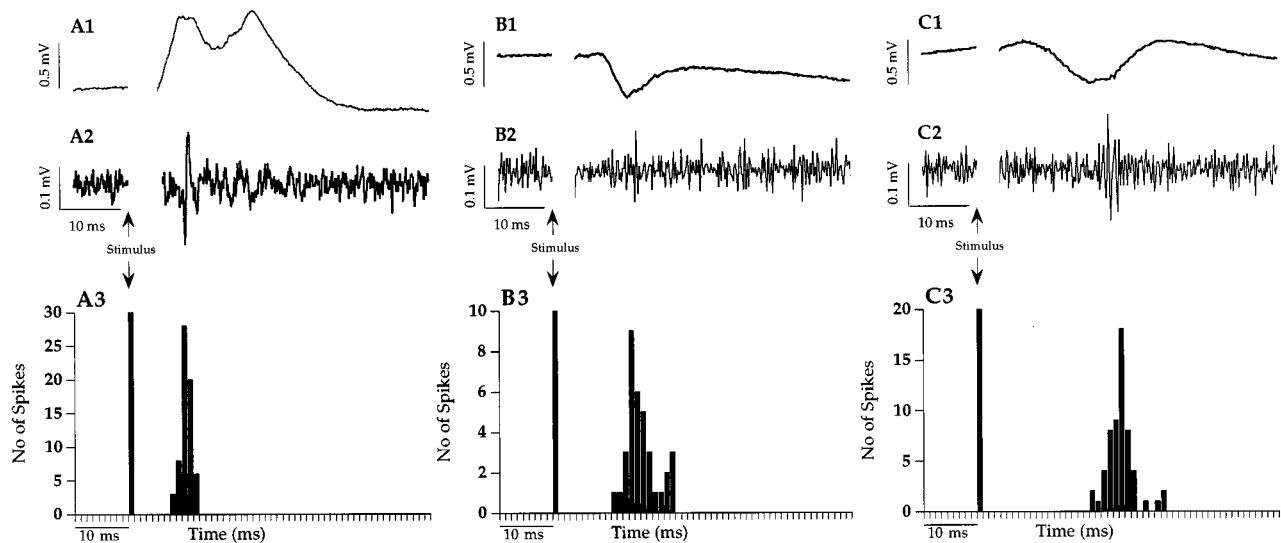 A1
0.5 mV
A2
0.1 mV
10 ms
Stimulus
A3
30
25
20
15
10
5
0
No of Spikes
10 ms
Time (ms)
B1
0.5 mV
B2
0.1 mV
10 ms
Stimulus
B3
10
8
6
4
2
0
No of Spikes
10 ms
Time (ms)
C1
0.5 mV
C2
0.1 mV
10 ms
Stimulus
C3
20
15
10
5
0
No of Spikes
10 ms
Time (ms)